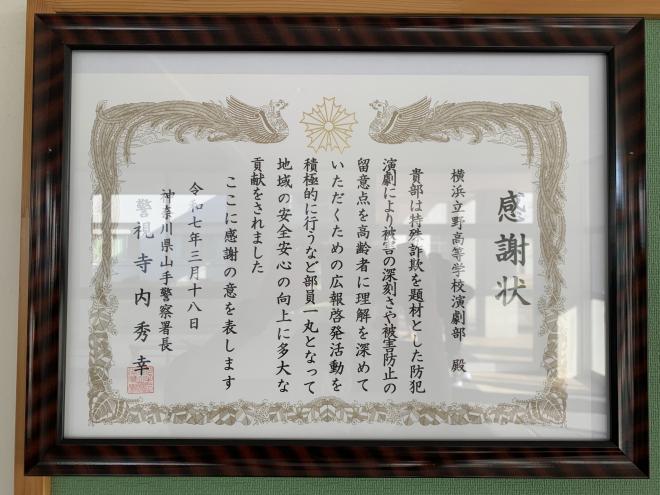 感謝状
横浜立野高等学校演劇部 殿
貴部は特殊詐欺を題材とした防犯
演劇により被害の深刻さや被害防止の
留意点を高齢者に理解を深めて
いただくための広報啓発活動を
積極的に行うなど部員一丸となって
地域の安全安心の向上に多大な
貢献をされました
ここに感謝の意を表します
令和七年三月十八日
神奈川県山手警察署長
警視 寺内秀幸